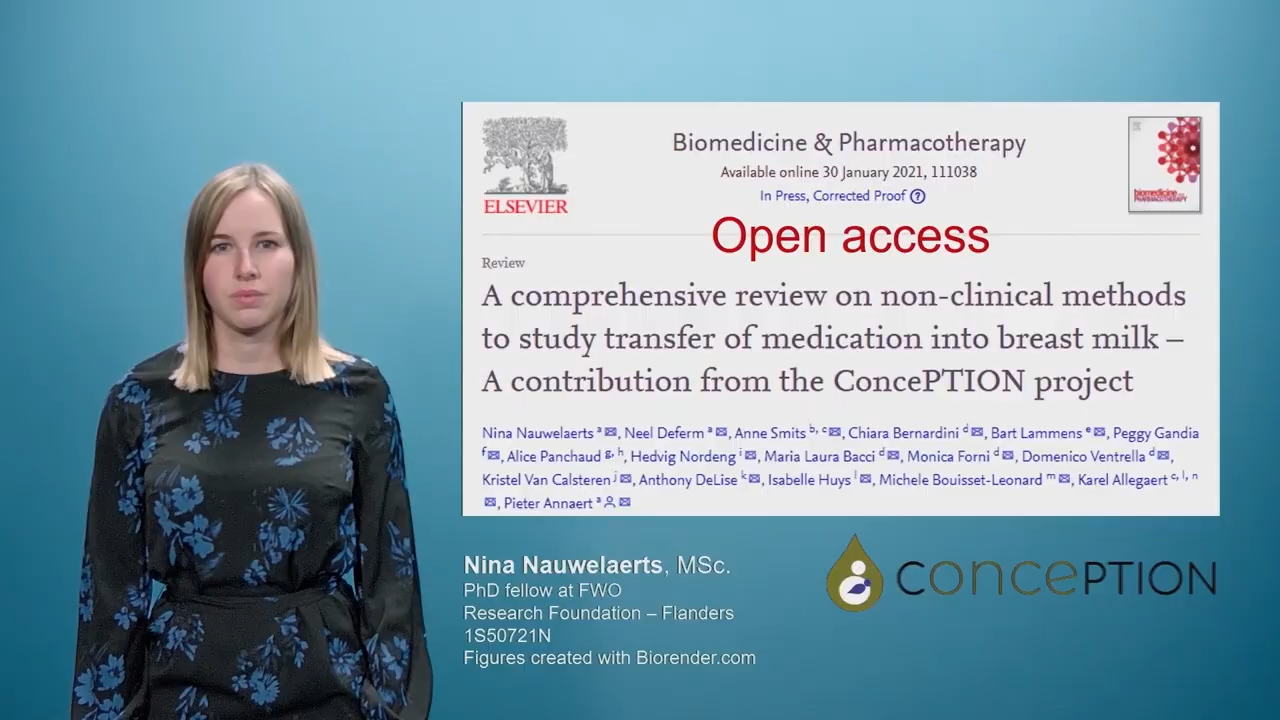 ELSEVIER
Biomedicine & Pharmacotherapy
Available online 30 January 2021, 111038
In Press, Corrected Proof ?
biomedicine
PHARMACOTHERAPY
Open access
Review
A comprehensive review on non-clinical methods
to study transfer of medication into breast milk –
A contribution from the ConcePTION project
Nina Nauwelaerts a, Neel Deferm a, Anne Smits b, c, Chiara Bernardini d, Bart Lammens e, Peggy Gandia
f, Alice Panchaud g, h, Hedvig Nordeng i, Maria Laura Bacci d, Monica Forni d, Domenico Ventrella d,
Kristel Van Calsteren j, Anthony DeLise k, Isabelle Huys l, Michele Bouisset-Leonard m, Karel Allegaert c, l, n
, Pieter Annaert a
Nina Nauwelaerts, MSc.
PhD fellow at FWO
Research Foundation – Flanders
1S50721N
Figures created with Biorender.com
concePTION